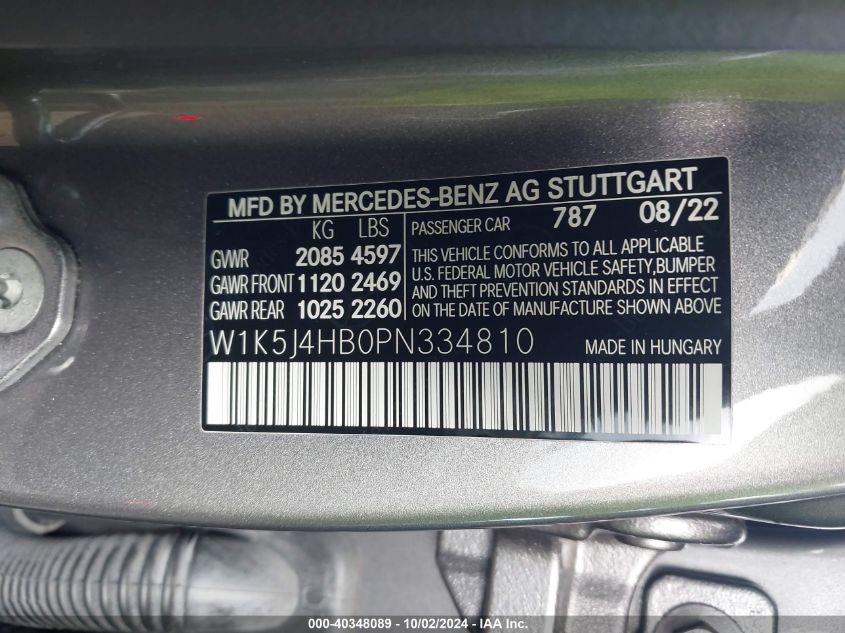 MFD BY MERCEDES-BENZ AG STUTTGART
KG LBS
GVWR 2085 4597
GAWR FRONT 1120 2469
GAWR REAR 1025 2260
PASSENGER CAR 787 08/22
THIS VEHICLE CONFORMS TO ALL APPLICABLE
U.S. FEDERAL MOTOR VEHICLE SAFETY,BUMPER
AND THEFT PREVENTION STANDARDS IN EFFECT
ON THE DATE OF MANUFACTURE SHOWN ABOVE
W1K5J4HB0PN334810 MADE IN HUNGARY
000-40348089 - 10/02/2024 - IAA Inc.